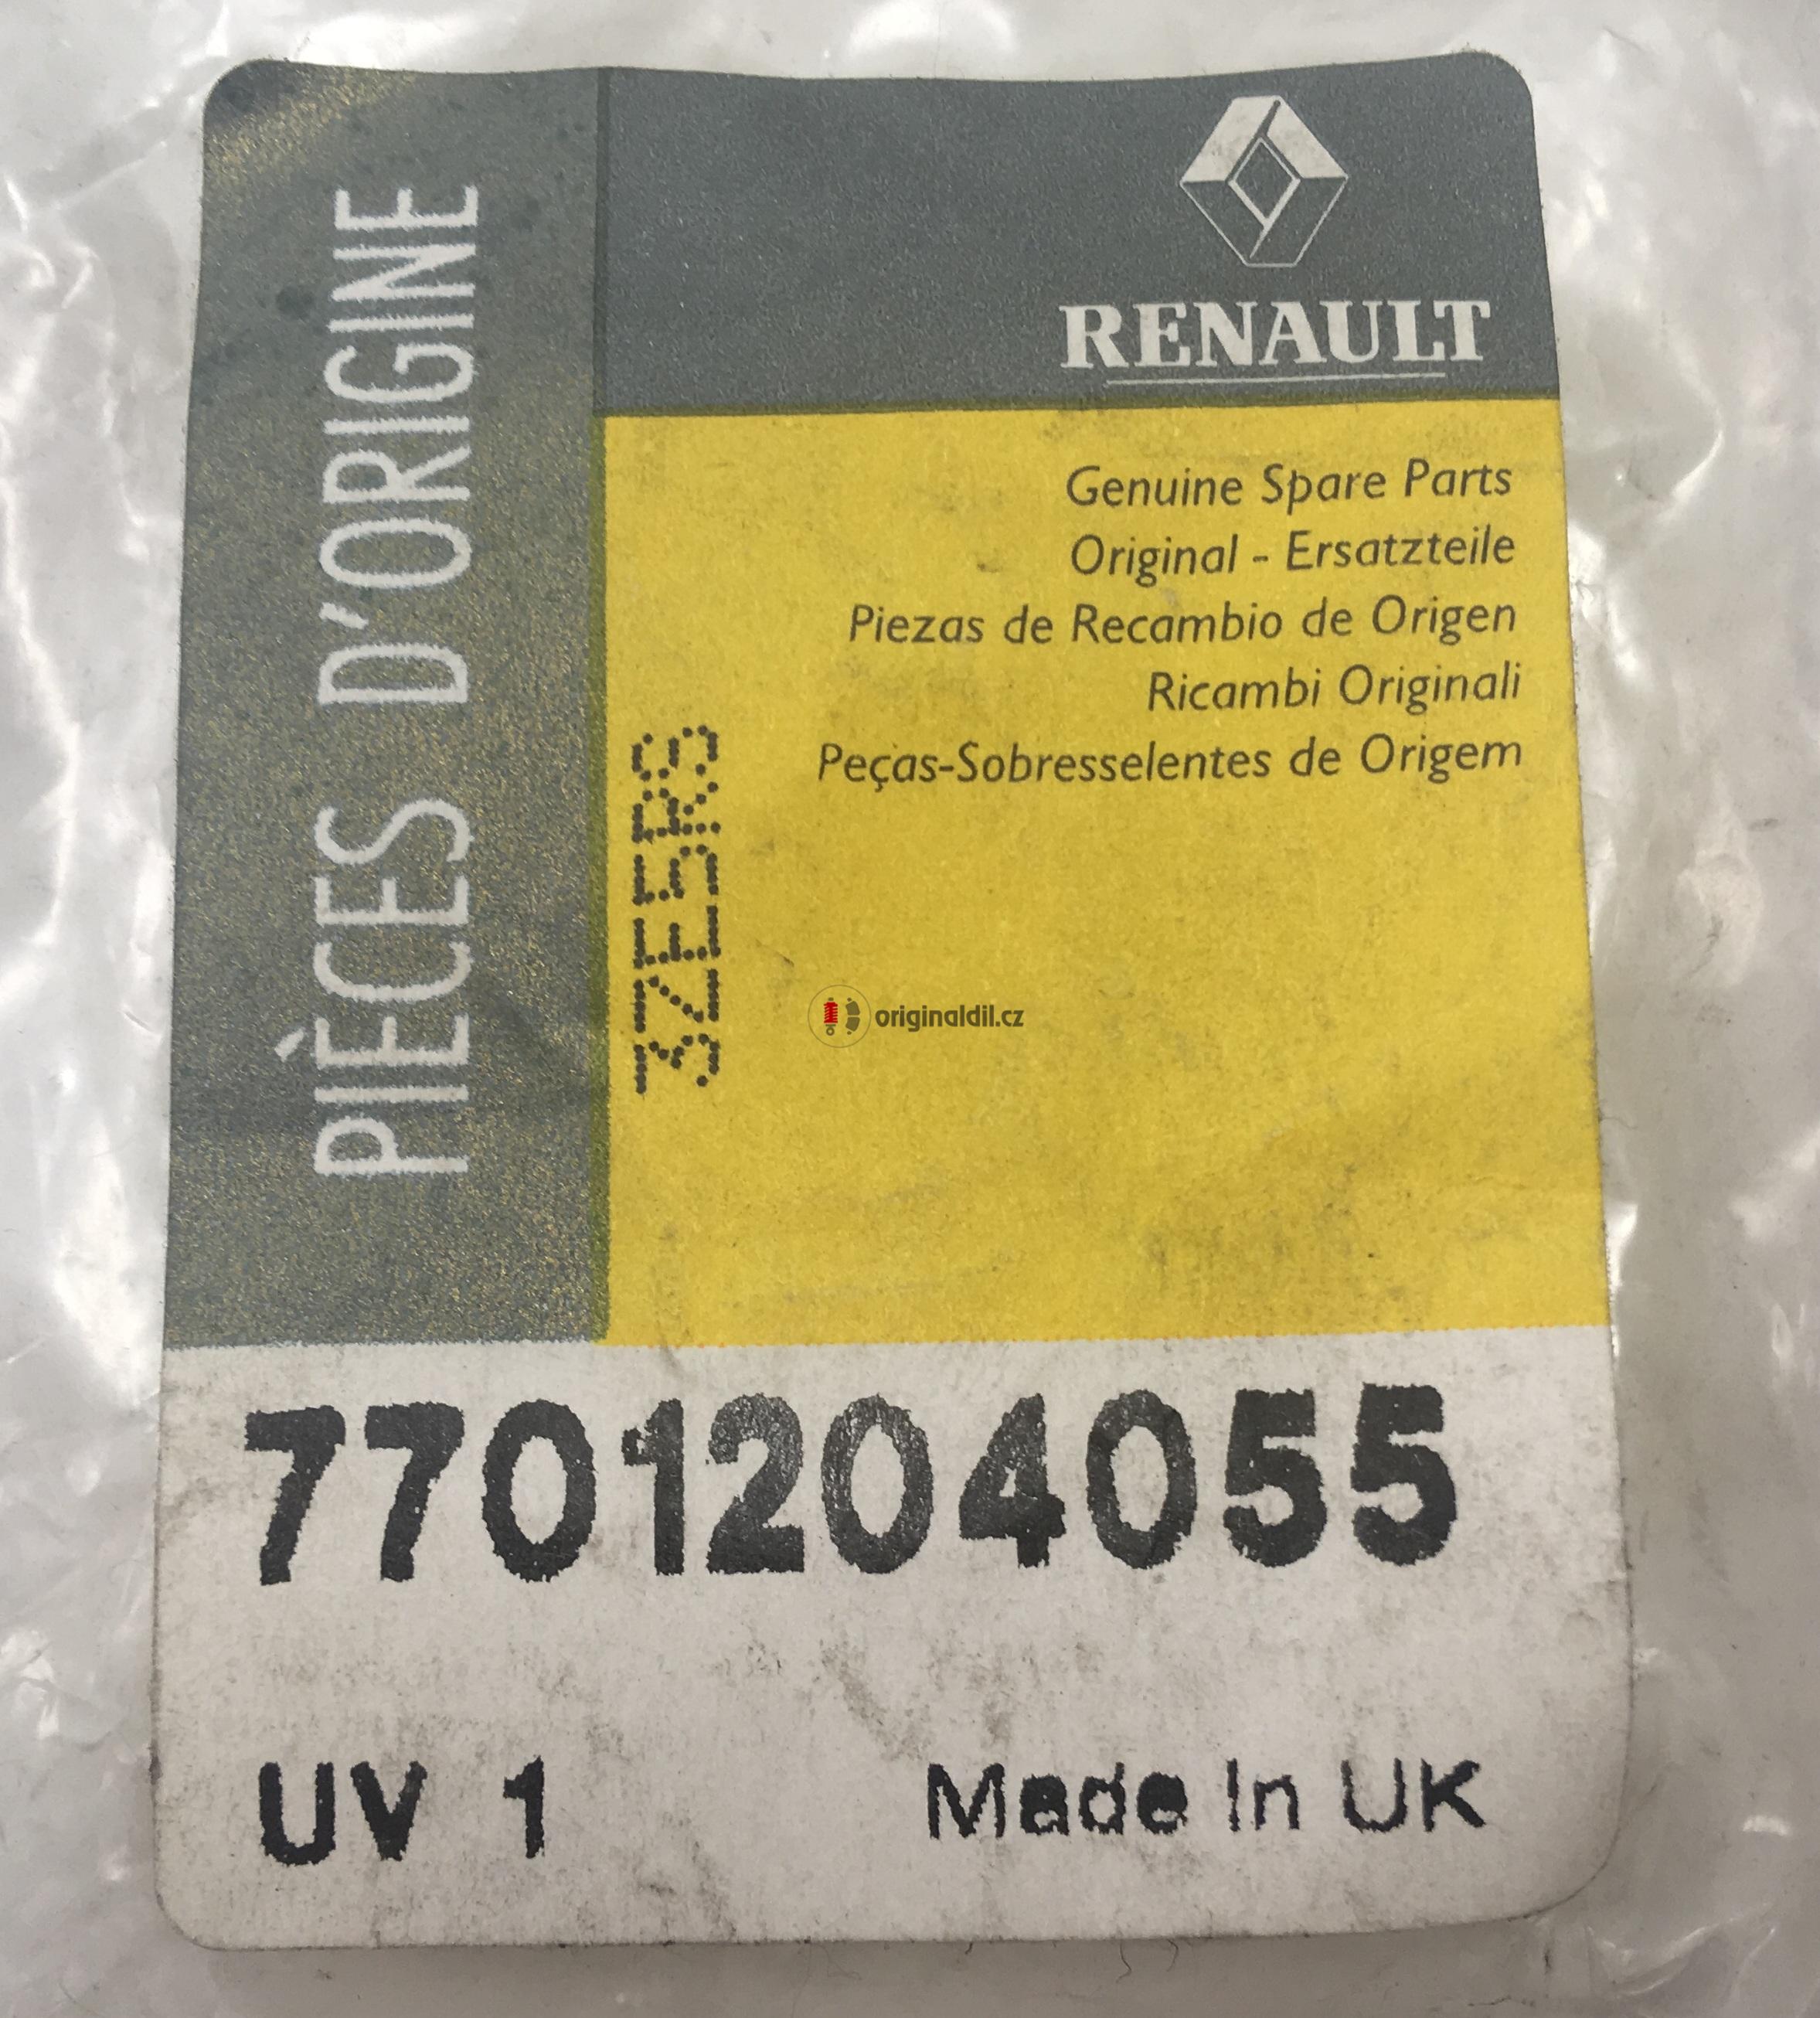 PIÈCES D'ORIGINE
RENAULT
Genuine Spare Parts
Original - Ersatzteile
Piezas de Recambio de Origen
Ricambi Originali
Peças-Sobresselentes de Origem
3ZE5R3
originaldil.cz
7701204055
UV 1
Made In UK